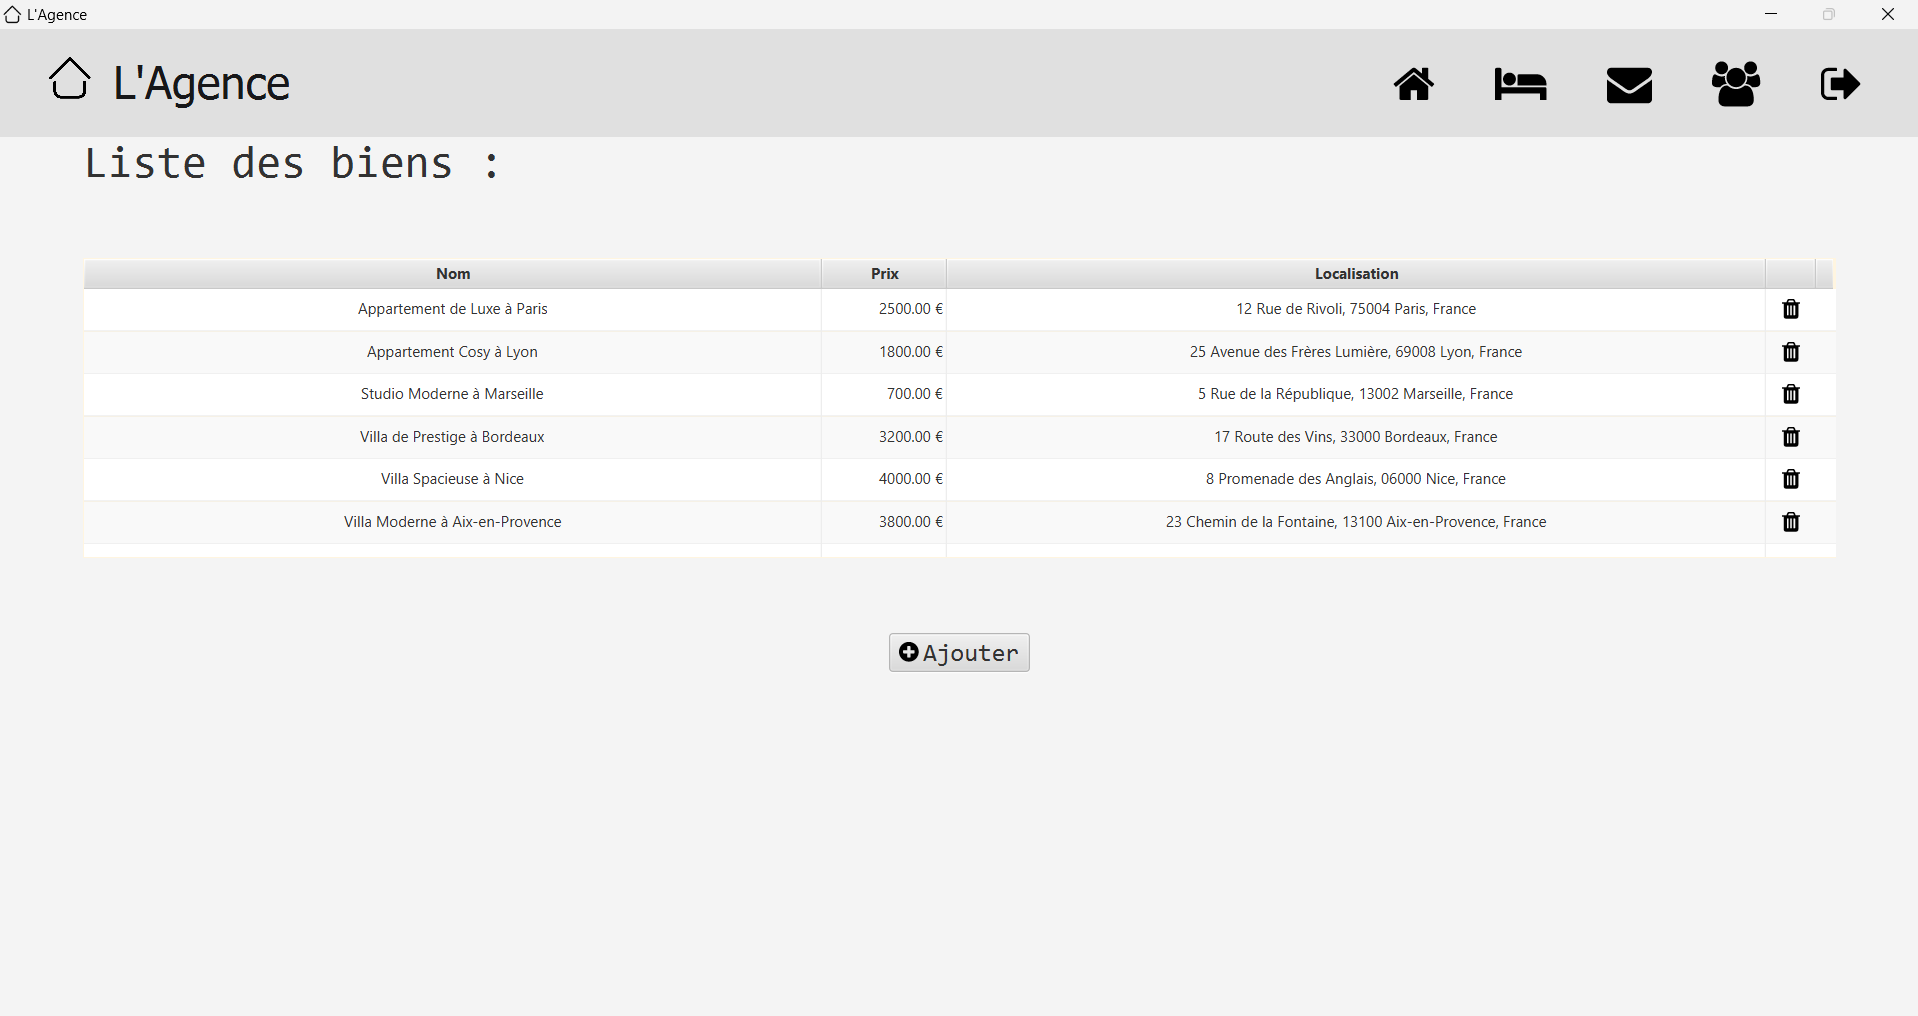 L'Agence
L'Agence
Liste des biens :
Nom Prix Localisation
Appartement de Luxe à Paris 2500.00 € 12 Rue de Rivoli, 75004 Paris, France
Appartement Cosy à Lyon 1800.00 € 25 Avenue des Frères Lumière, 69008 Lyon, France
Studio Moderne à Marseille 700.00 € 5 Rue de la République, 13002 Marseille, France
Villa de Prestige à Bordeaux 3200.00 € 17 Route des Vins, 33000 Bordeaux, France
Villa Spacieuse à Nice 4000.00 € 8 Promenade des Anglais, 06000 Nice, France
Villa Moderne à Aix-en-Provence 3800.00 € 23 Chemin de la Fontaine, 13100 Aix-en-Provence, France
Ajouter